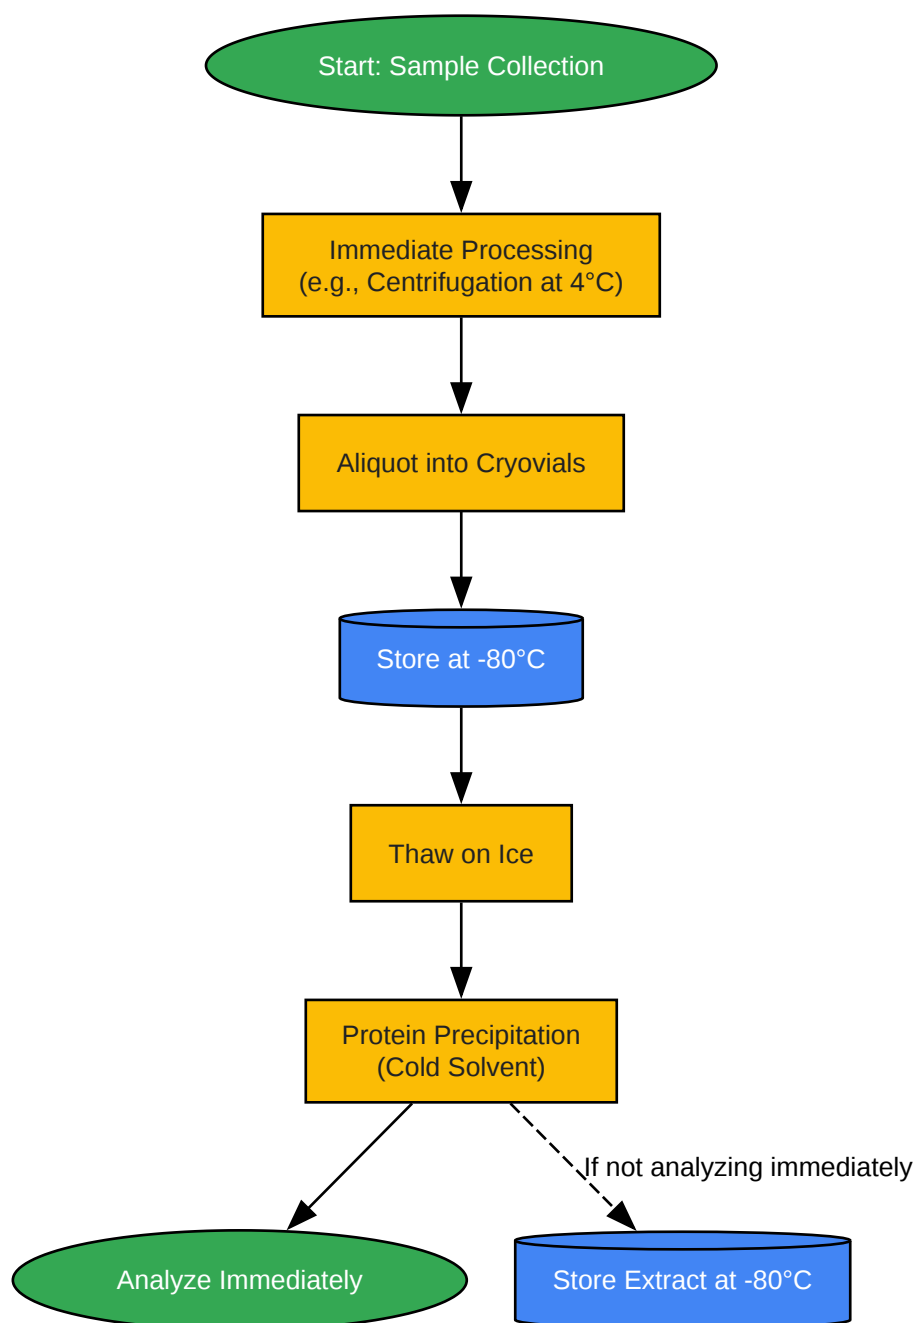 Start: Sample Collection
Immediate Processing
(e.g., Centrifugation at 4°C)
Aliquot into Cryovials
Store at -80°C
Thaw on Ice
Protein Precipitation
(Cold Solvent)
If not analyzing immediately
Analyze Immediately
Store Extract at -80°C